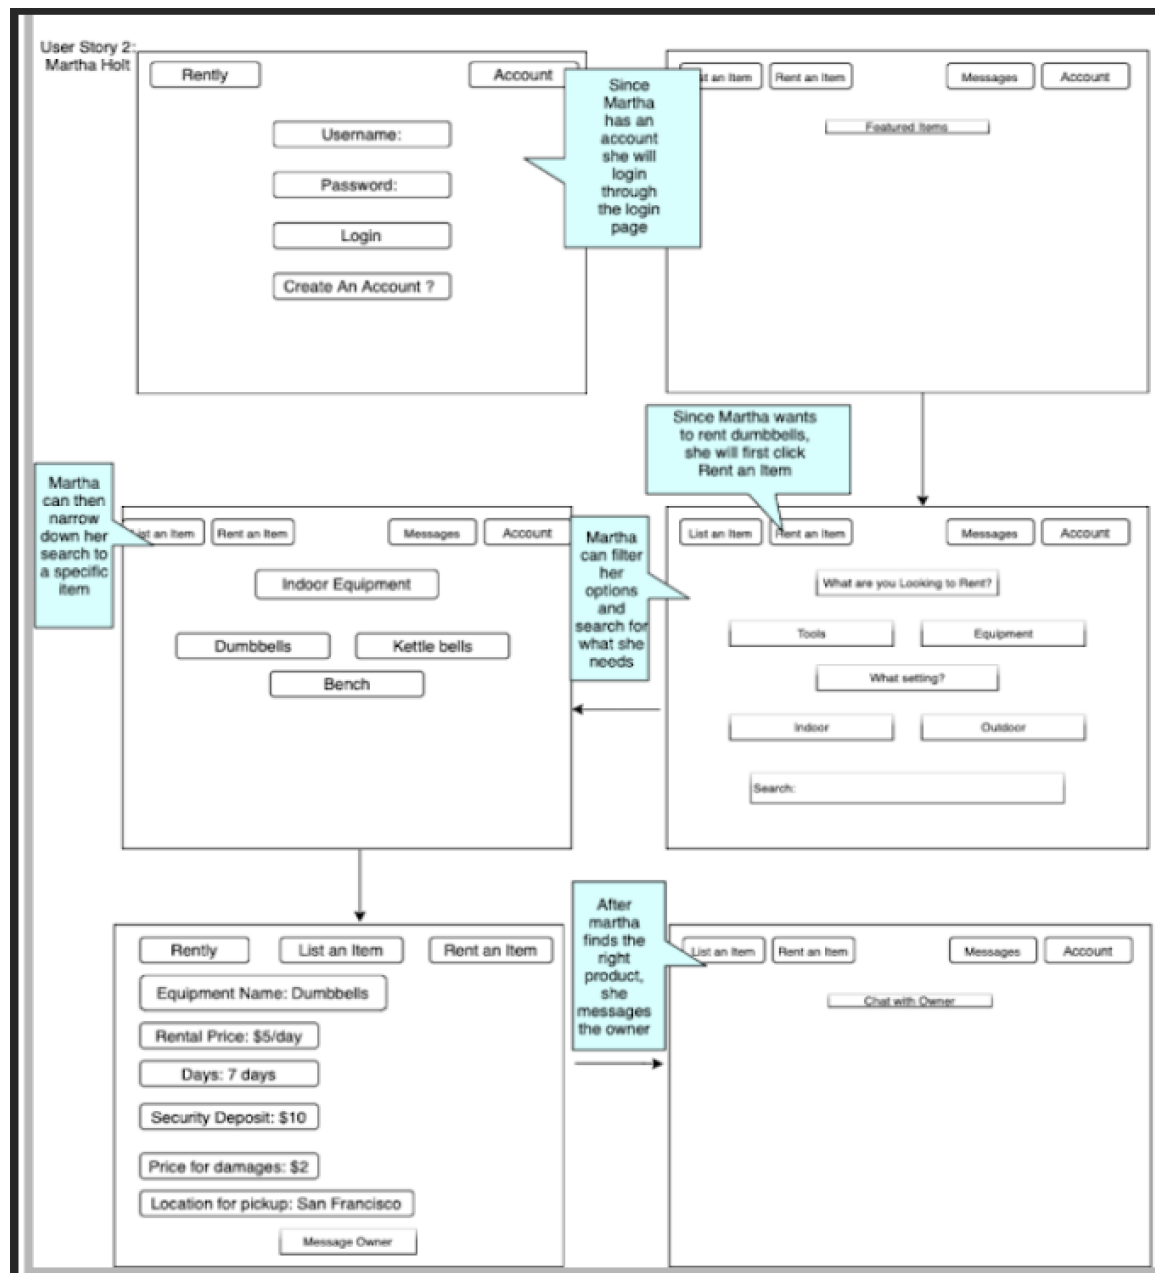 User Story 2:
Martha Holt
Rently
Account
Username:
Password:
Login
Create An Account ?
Since
Martha
has an
account
she will
login
through
the login
page
st an Item
Rent an Item
Messages
Account
Featured Items
Since Martha wants
to rent dumbbells,
she will first click
Rent an Item
List an Item
Rent an Item
Messages
Account
What are you Looking to Rent?
Tools
Equipment
What setting?
Indoor
Outdoor
Search:
Martha
can filter
her
options
and
search for
what she
needs
Martha
can then
narrow
down her
search to
a specific
item
ist an Item
Rent an Item
Messages
Account
Indoor Equipment
Dumbbells
Kettle bells
Bench
Rently
List an Item
Rent an Item
Equipment Name: Dumbbells
Rental Price: $5/day
Days: 7 days
Security Deposit: $10
Price for damages: $2
Location for pickup: San Francisco
Message Owner
After
martha
finds the
right
product,
she
messages
the owner
List an Item
Rent an Item
Messages
Account
Chat with Owner